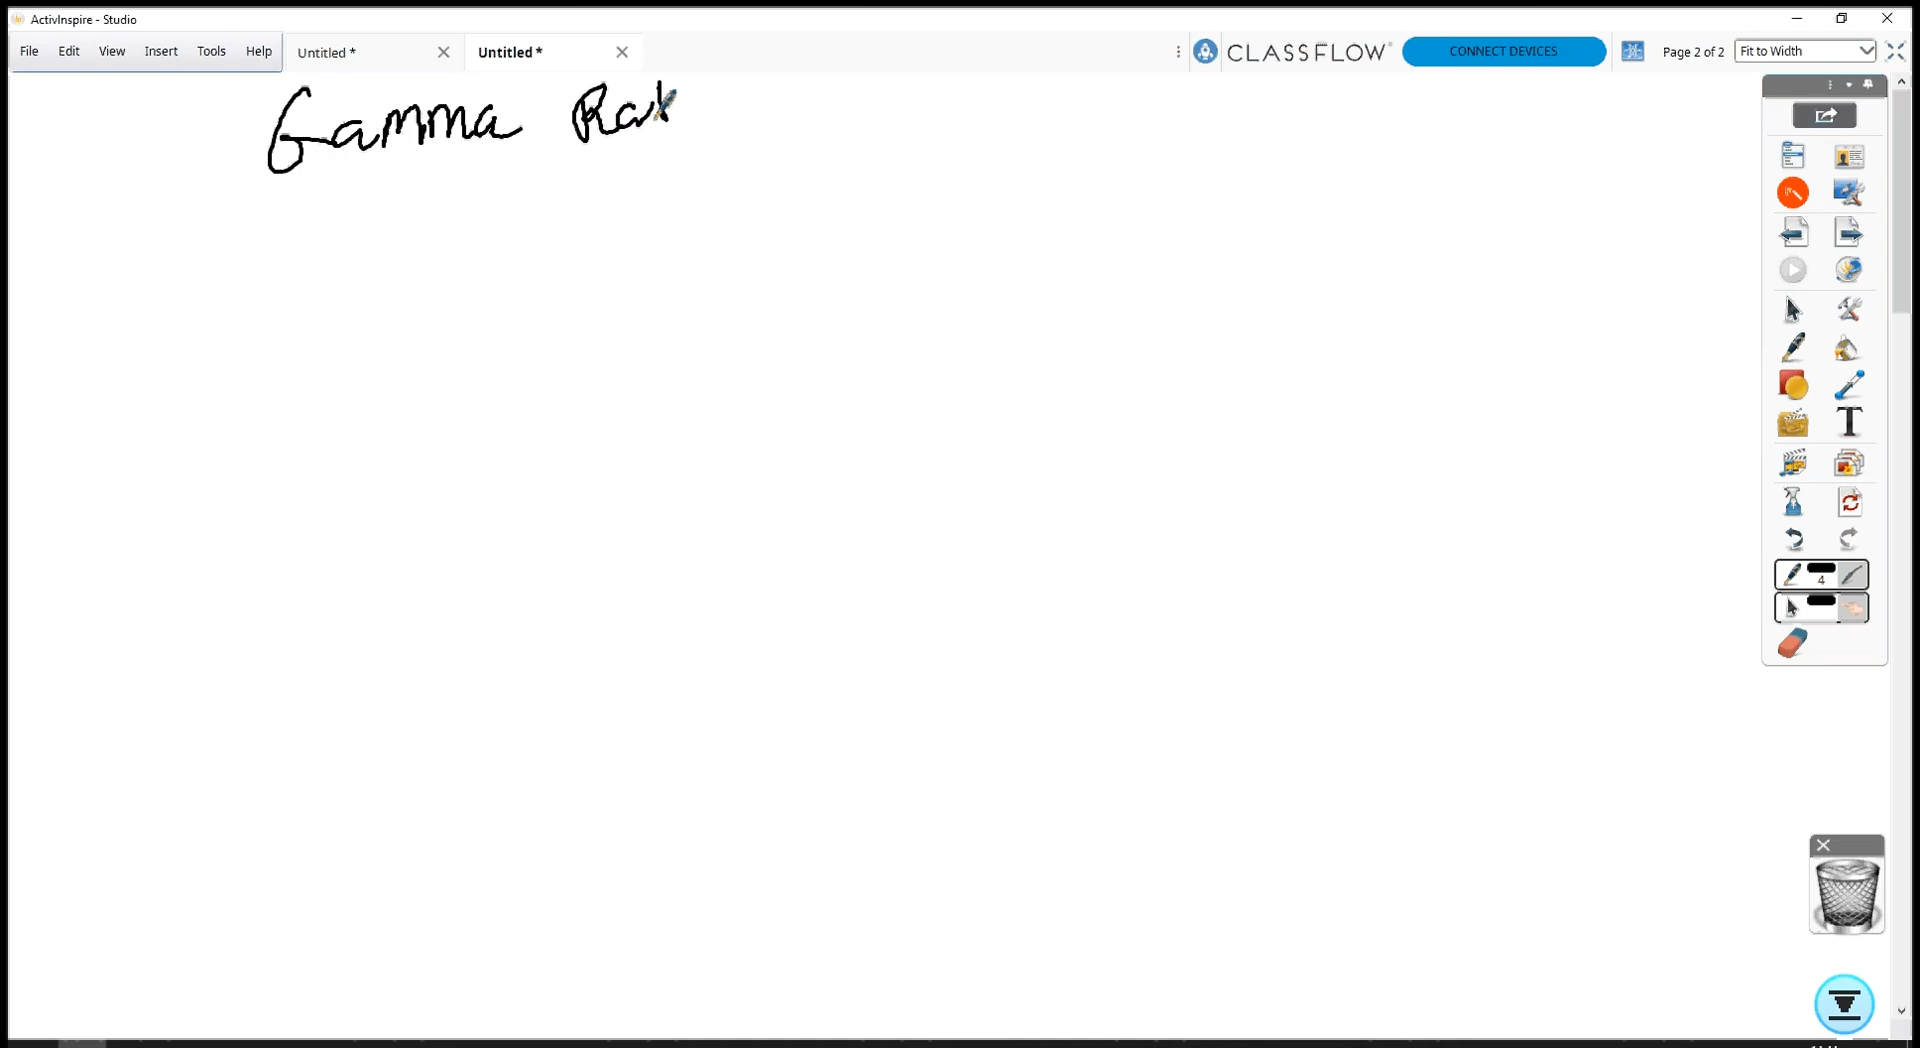 ActivInspire - Studio
File Edit View Insert Tools Help Untitled * Untitled * CLASSFLOW® CONNECT DEVICES Page 2 of 2 Fit to Width
Gamma
4